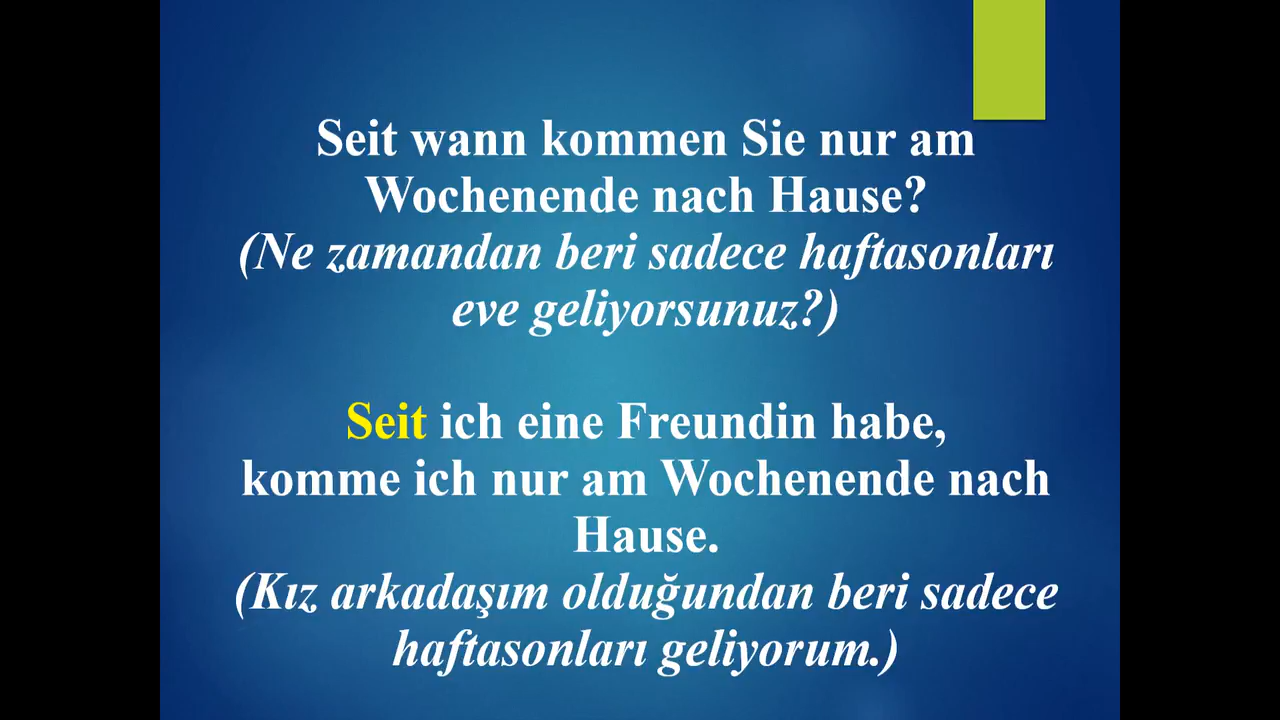 Seit wann kommen Sie nur am
Wochenende nach Hause?
(Ne zamandan beri sadece haftasonları
eve geliyorsunuz?)
Seit ich eine Freundin habe,
komme ich nur am Wochenende nach
Hause.
(Kız arkadaşım olduğundan beri sadece
haftasonları geliyorum.)